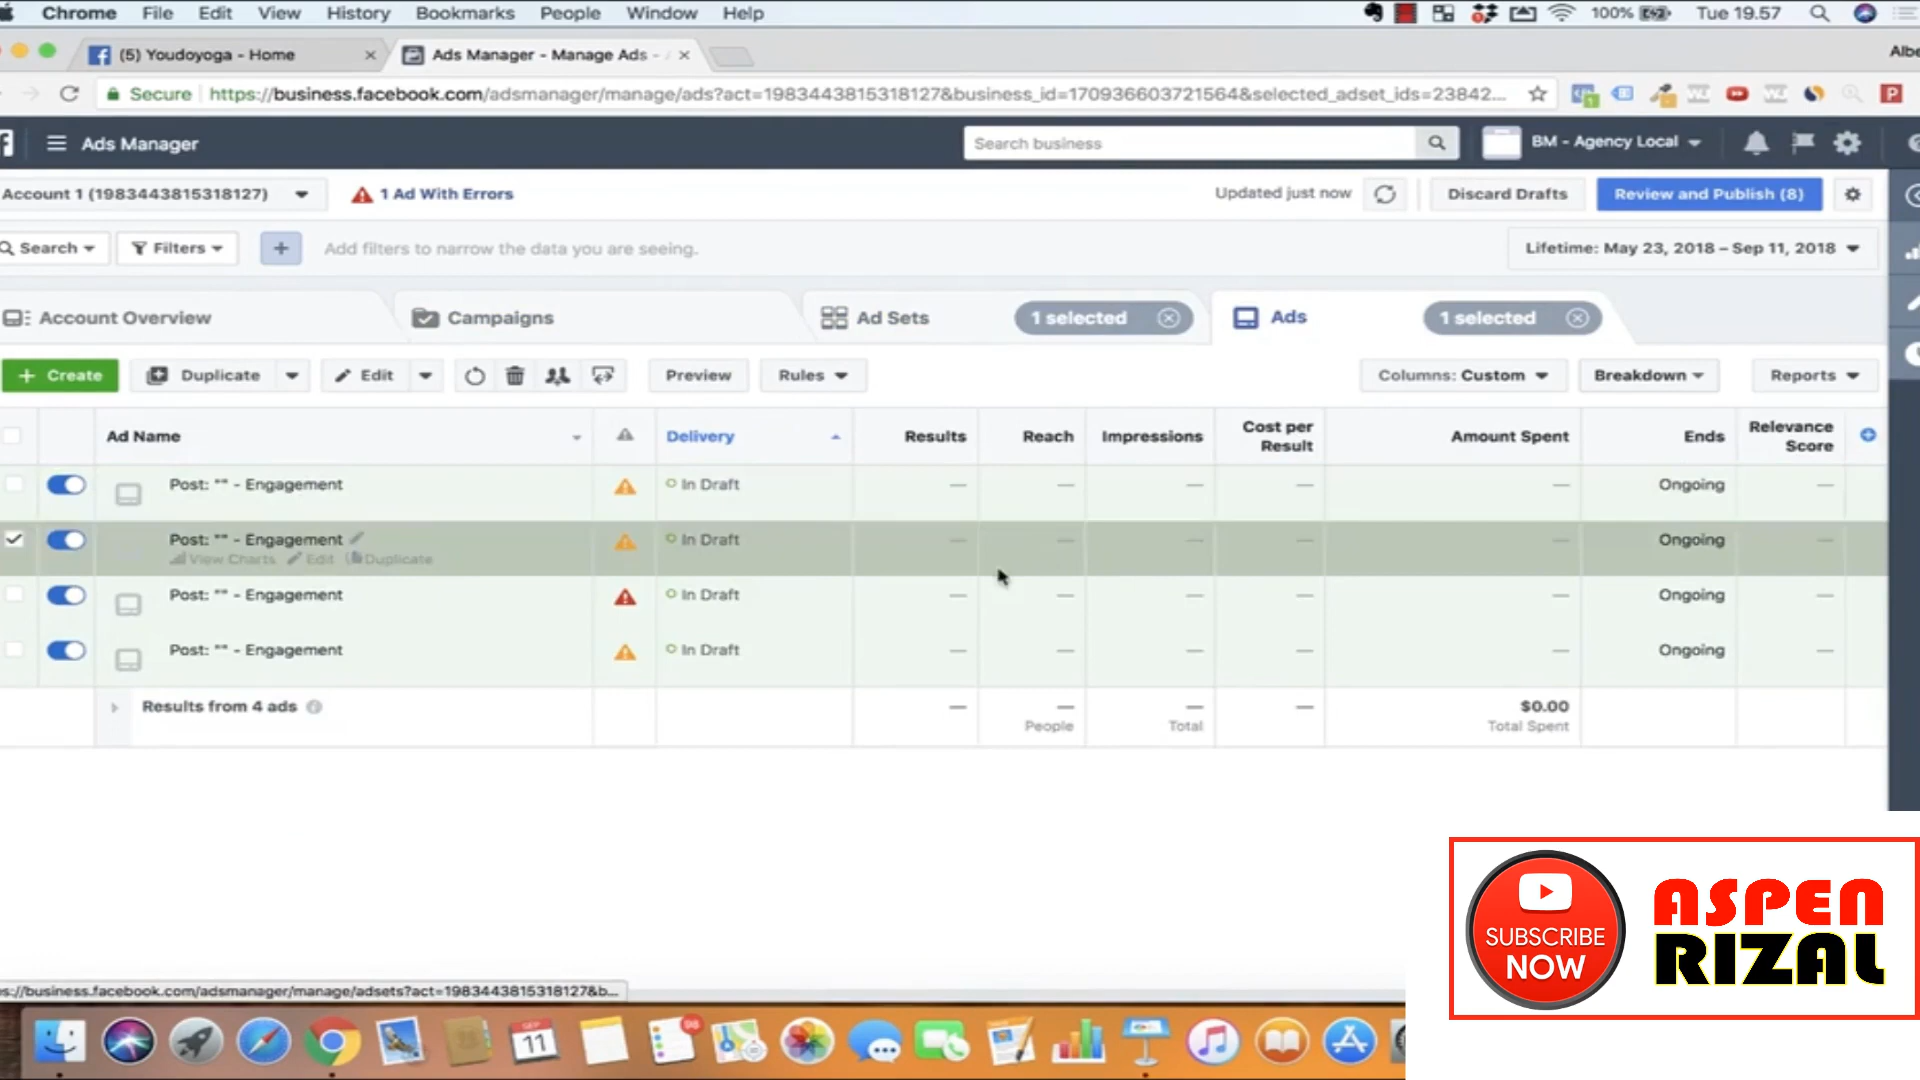 Chrome File Edit View History Bookmarks People Window Help 100% Tue 19.57
(5) Youdoyoga - Home Ads Manager - Manage Ads - Albe
Secure https://business.facebook.com/adsmanager/manage/ads?act=1983443815318127&business_id=170936603721564&selected_adset_ids=23842...
Ads Manager Search business BM - Agency Local
Account 1 (1983443815318127) 1 Ad With Errors Updated just now Discard Drafts Review and Publish (8)
Search Filters + Add filters to narrow the data you are seeing. Lifetime: May 23, 2018 – Sep 11, 2018
Account Overview Campaigns Ad Sets 1 selected Ads 1 selected
+ Create Duplicate Edit Preview Rules Columns: Custom Breakdown Reports
Ad Name Delivery Results Reach Impressions Cost per Result Amount Spent Ends Relevance Score
Post: "" - Engagement In Draft — — — — — Ongoing —
Post: "" - Engagement In Draft — — — — — Ongoing —
View Charts Edit Duplicate
Post: "" - Engagement In Draft — — — — — Ongoing —
Post: "" - Engagement In Draft — — — — — Ongoing —
Results from 4 ads — — — — $0.00
People Total Total Spent
s://business.facebook.com/adsmanager/manage/adsets?act=1983443815318127&b...
SEP
11
98
SUBSCRIBE
NOW
ASPEN
RIZAL